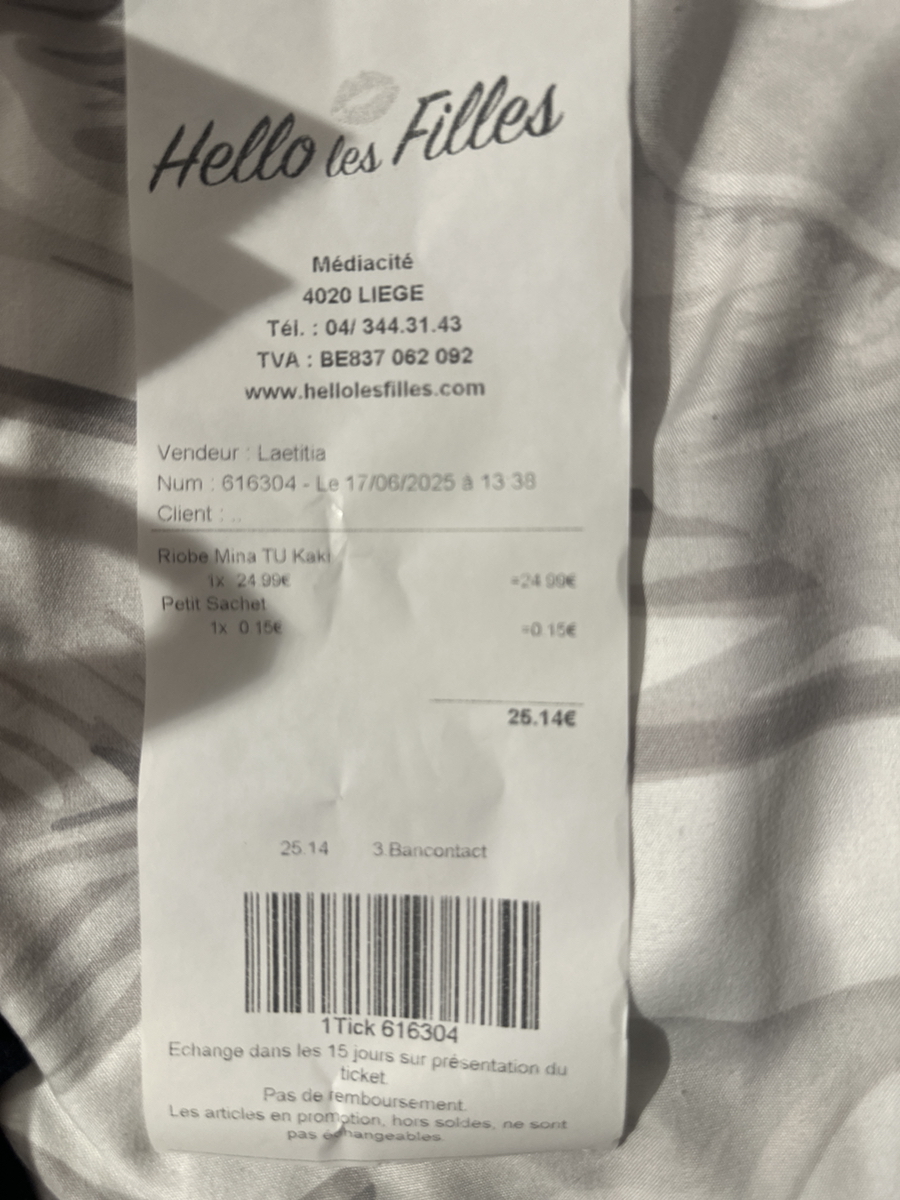 Hello les Filles
Médiacité
4020 LIEGE
Tél. : 04/ 344.31.43
TVA : BE837 062 092
www.hellolesfilles.com
Vendeur : Laetitia
Num : 616304 - Le 17/06/2025 à 13:38
Client : ..
Riobe Mina TU Kaki
1x 24.99€ =24.99€
Petit Sachet
1x 0.15€ =0.15€
25.14€
25.14 3.Bancontact
1Tick 616304
Echange dans les 15 jours sur présentation du
ticket.
Pas de remboursement.
Les articles en promotion, hors soldes, ne sont
pas échangeables.